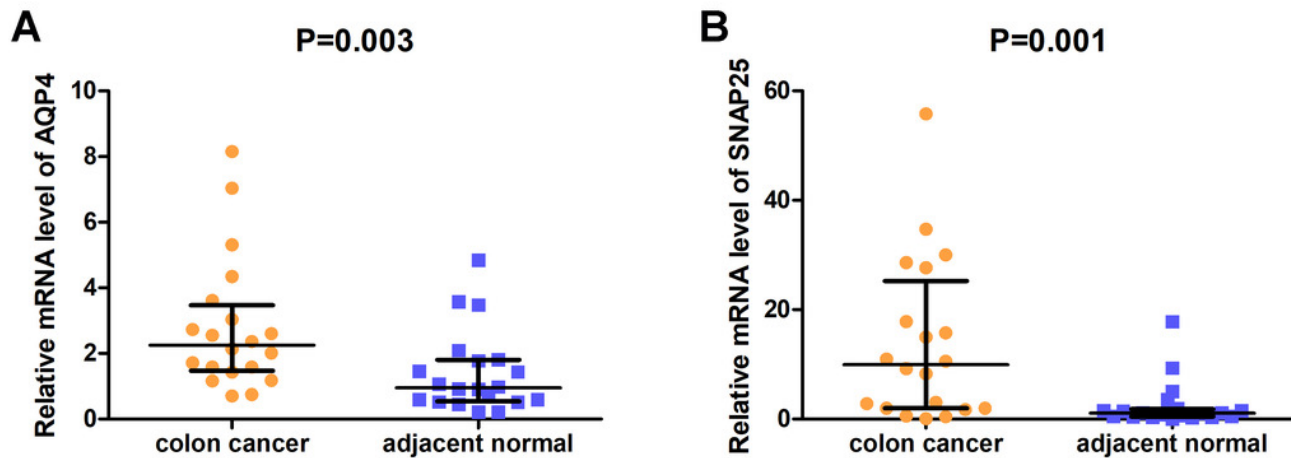 A
P=0.003
Relative mRNA level of AQP4
10
8
6
4
2
0
colon cancer
adjacent normal
B
P=0.001
Relative mRNA level of SNAP25
60
40
20
0
colon cancer
adjacent normal